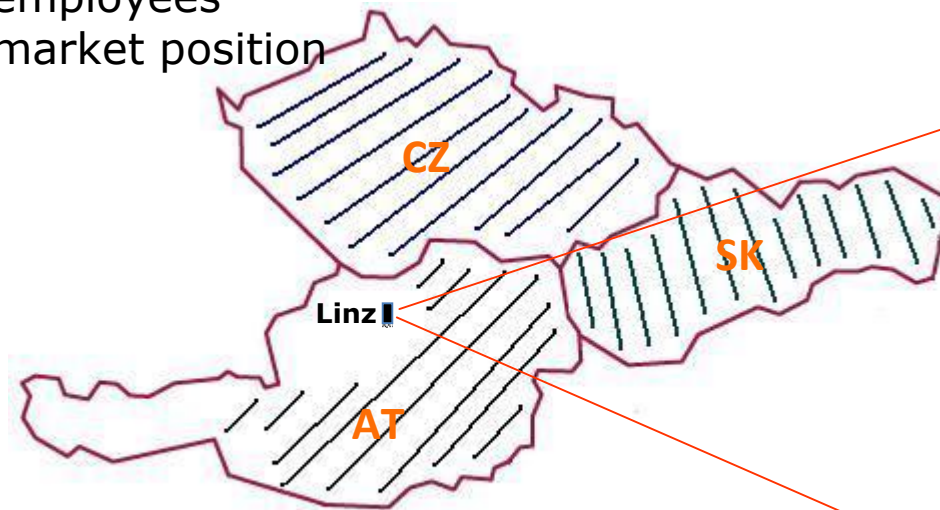 employees
market position
CZ
SK
Linz
AT